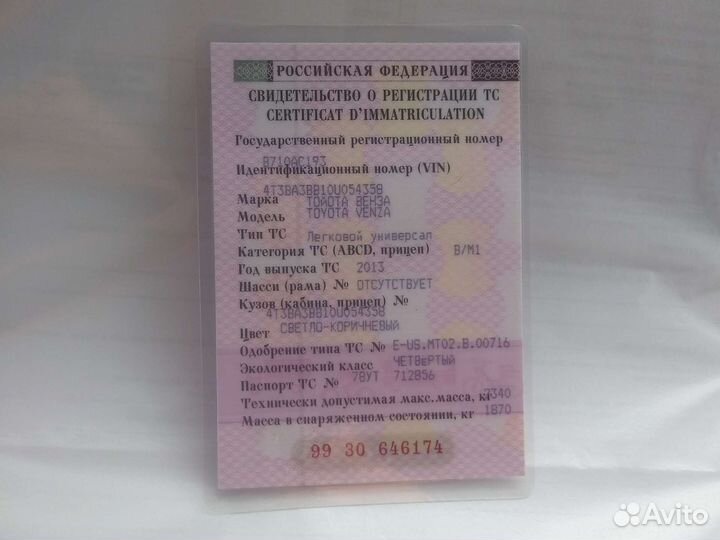 РОССИЙСКАЯ ФЕДЕРАЦИЯ
СВИДЕТЕЛЬСТВО О РЕГИСТРАЦИИ ТС
CERTIFICAT D'IMMATRICULATION
Государственный регистрационный номер
В710АС193
Идентификационный номер (VIN)
4T3BA3BB10U054358
Марка ТОЙОТА ВЕНЗА
Модель TOYOTA VENZA
Тип ТС Легковой универсал
Категория ТС (ABCD, прицеп) B/M1
Год выпуска ТС 2013
Шасси (рама) № ОТСУТСТВУЕТ
Кузов (кабина, прицеп) №
4T3BA3BB10U054358
Цвет СВЕТЛО-КОРИЧНЕВЫЙ
Одобрение типа ТС № E-US.MT02.B.00716
Экологический класс ЧЕТВЕРТЫЙ
Паспорт ТС № 78УТ 712856
Технически допустимая макс.масса, кг 2340
Масса в снаряженном состоянии, кг 1870
99 30 646174
Avito